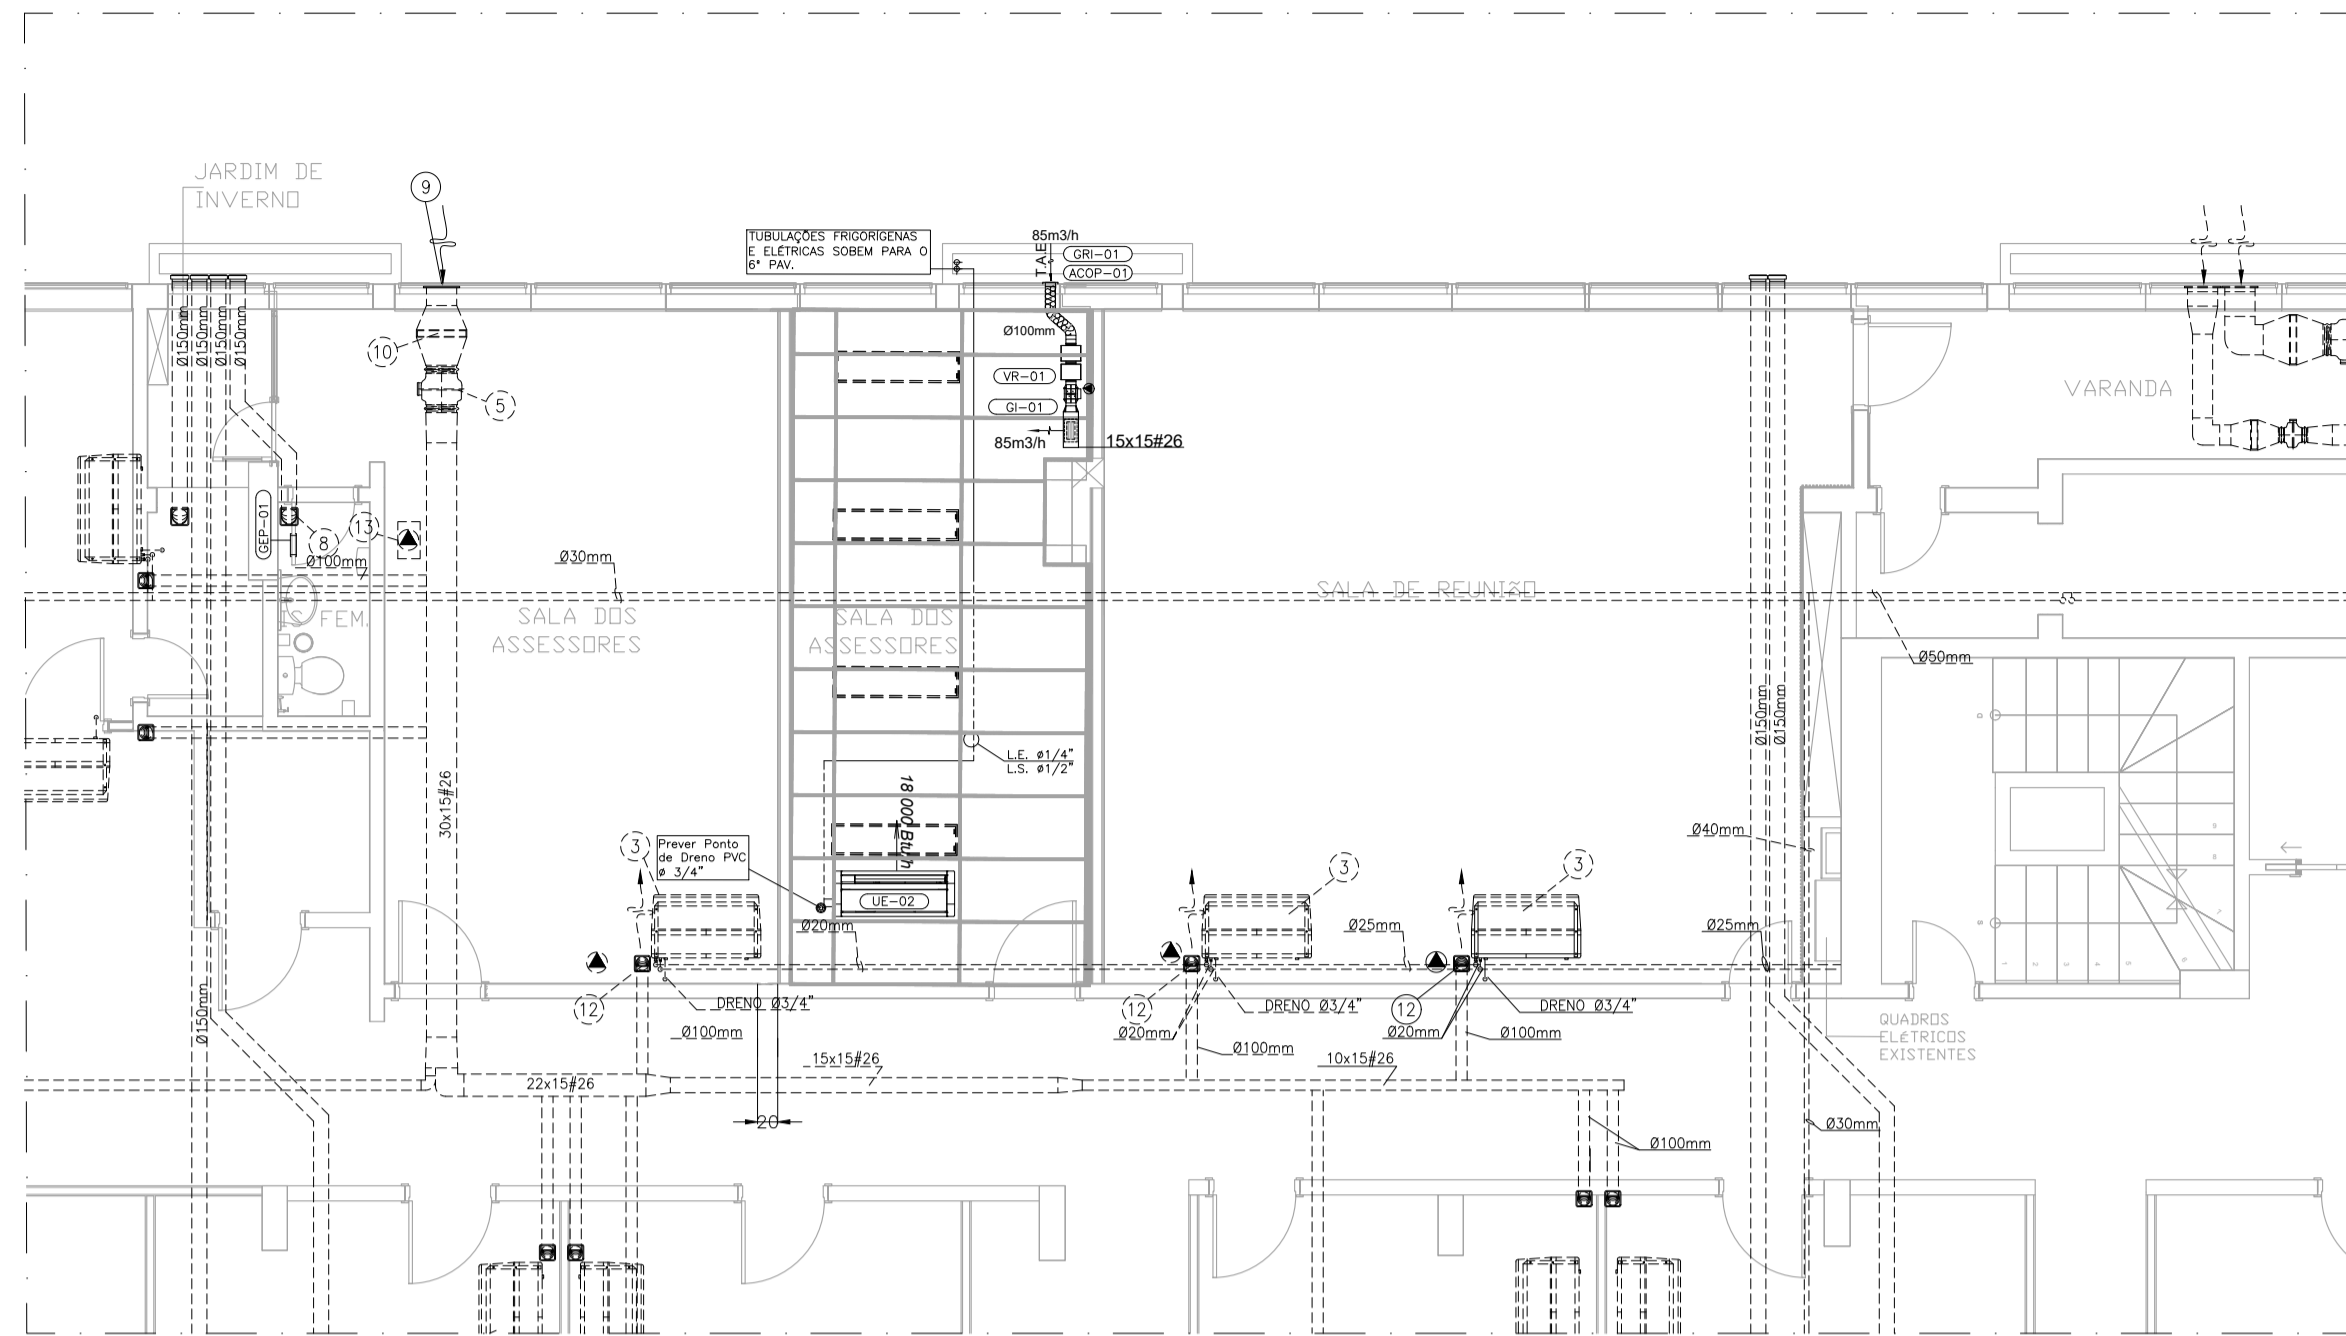 JARDIM DE
INVERNO
9
TUBULAÇÕES FRIGORÍGENAS
E ELÉTRICAS SOBEM PARA O
6° PAV.
85m3/h
T.A.E
GRI-01
ACOP-01
Ø150mm
Ø150mm
Ø150mm
Ø150mm
10
5
Ø100mm
VR-01
GI-01
85m3/h
15x15#26
VARANDA
GEP-01
8
13
Ø100mm
Ø30mm
IS FEM.
SALA DOS
ASSESSORES
SALA DOS
ASSESSORES
SALA DE REUNIÃO
Ø50mm
Ø150mm
Ø150mm
L.E. ø1/4"
L.S. ø1/2"
30x15#26
18 000 Btu/h
3
Prever Ponto
de Dreno PVC
ø 3/4"
UE-02
3
3
Ø40mm
Ø20mm
Ø25mm
Ø25mm
12
DRENO Ø3/4"
12
DRENO Ø3/4"
12
DRENO Ø3/4"
Ø150mm
Ø100mm
Ø20mm
Ø100mm
Ø20mm
Ø100mm
QUADROS
ELÉTRICOS
EXISTENTES
15x15#26
10x15#26
22x15#26
20
Ø30mm
Ø100mm